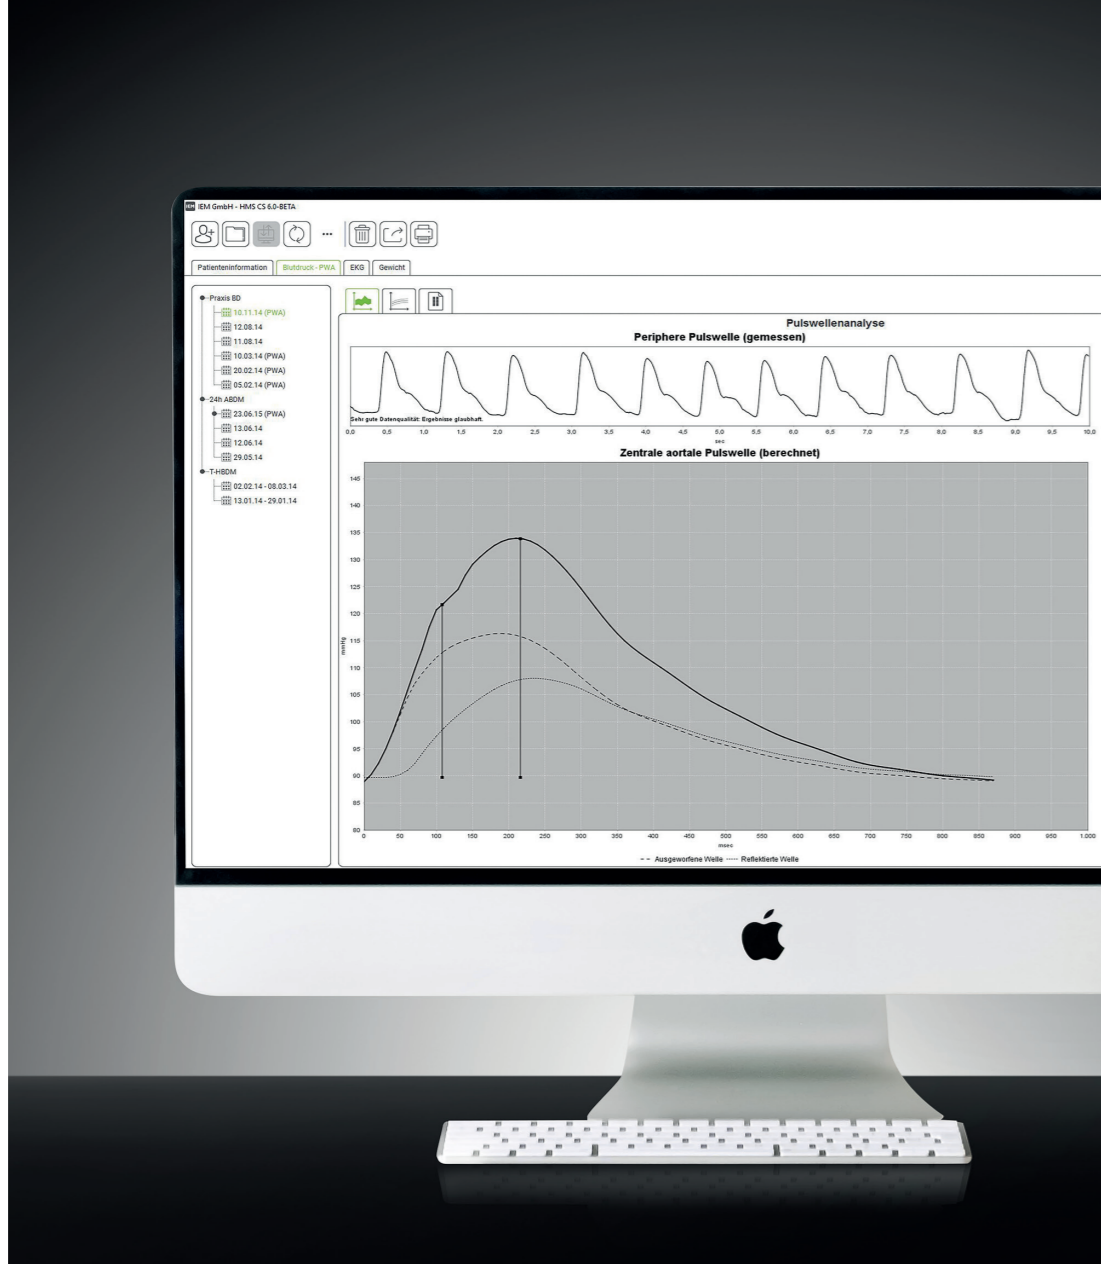 IEM IEM GmbH - HMS CS 6.0-BETA
Patienteninformation Blutdruck - PWA EKG Gewicht
Praxis BD
10.11.14 (PWA)
12.08.14
11.08.14
10.03.14 (PWA)
20.02.14 (PWA)
05.02.14 (PWA)
24h ABDM
23.06.15 (PWA)
13.06.14
12.06.14
29.05.14
T-HBDM
02.02.14 - 08.03.14
13.01.14 - 29.01.14
Pulswellenanalyse
Periphere Pulswelle (gemessen)
Sehr gute Datenqualität: Ergebnisse glaubhaft.
0,0 0,5 1,0 1,5 2,0 2,5 3,0 3,5 4,0 4,5 5,0 5,5 6,0 6,5 7,0 7,5 8,0 8,5 9,0 9,5 10,0
sec
Zentrale aortale Pulswelle (berechnet)
145
140
135
130
125
120
115
mmHg
110
105
100
95
90
85
80
0 50 100 150 200 250 300 350 400 450 500 550 600 650 700 750 800 850 900 950 1.000
msec
Ausgeworfene Welle Reflektierte Welle